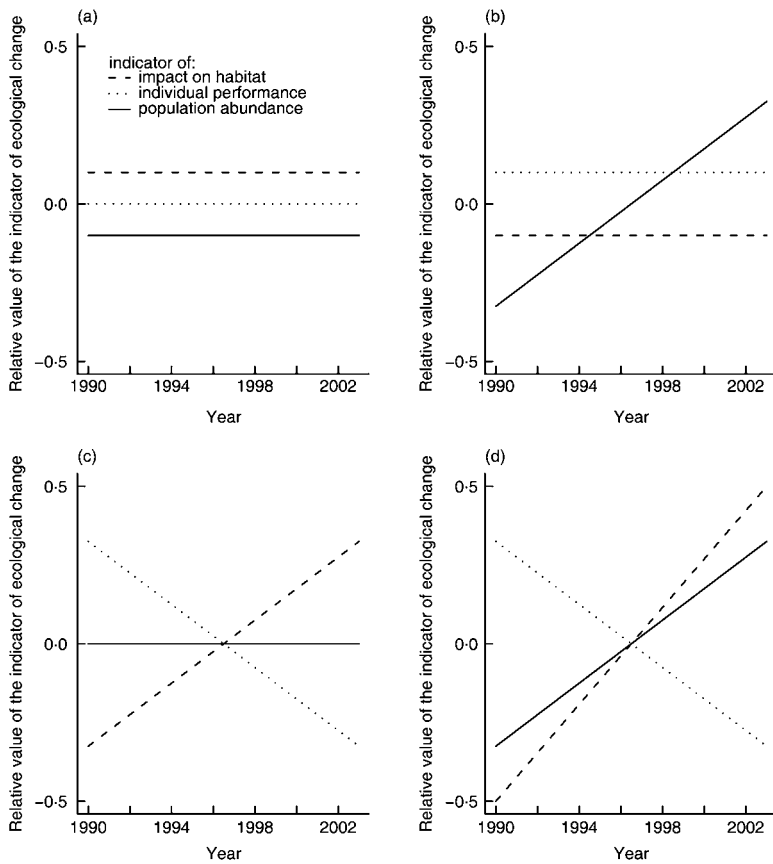 (a)
Relative value of the indicator of ecological change
0·5
0·0
−0·5
indicator of:
impact on habitat
individual performance
population abundance
1990 1994 1998 2002
Year
(b)
Relative value of the indicator of ecological change
0·5
0·0
−0·5
1990 1994 1998 2002
Year
(c)
Relative value of the indicator of ecological change
0·5
0·0
−0·5
1990 1994 1998 2002
Year
(d)
Relative value of the indicator of ecological change
0·5
0·0
−0·5
1990 1994 1998 2002
Year